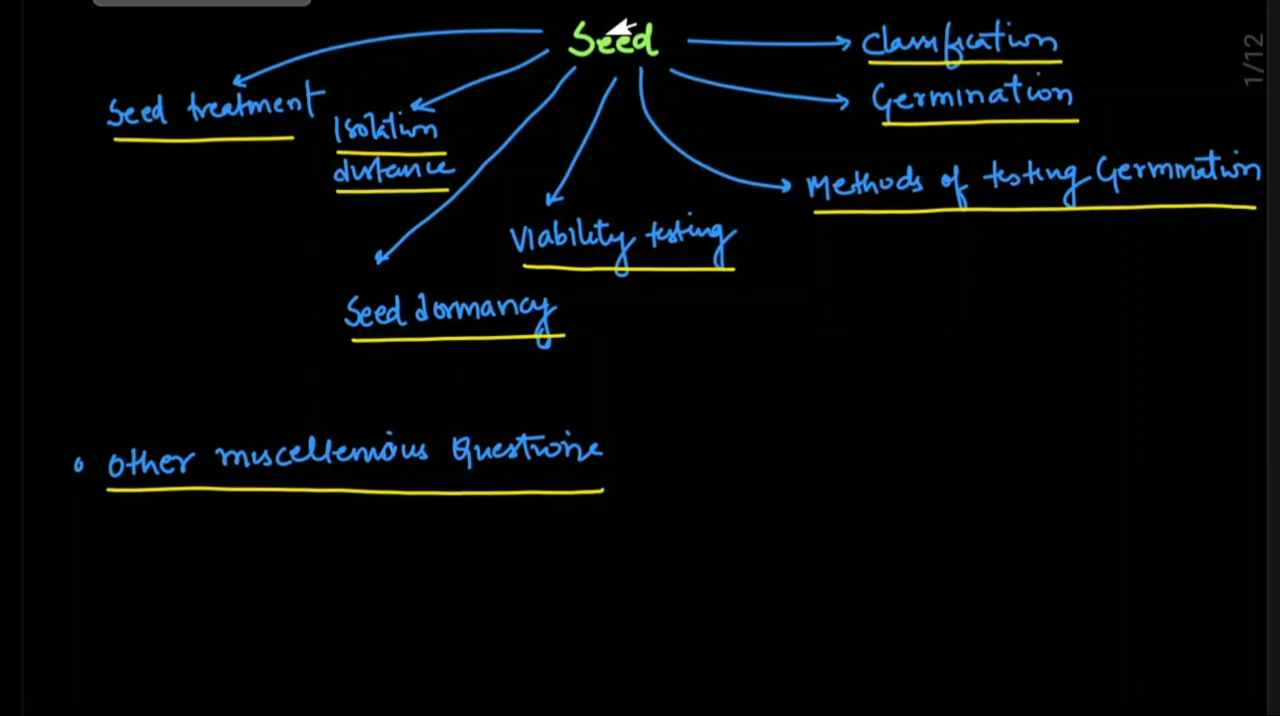 Seed
Classification
Germination
Seed treatment
Isolation
distance
Methods of testing Germination
Viability testing
Seed dormancy
Other miscellenious Questions
1/12